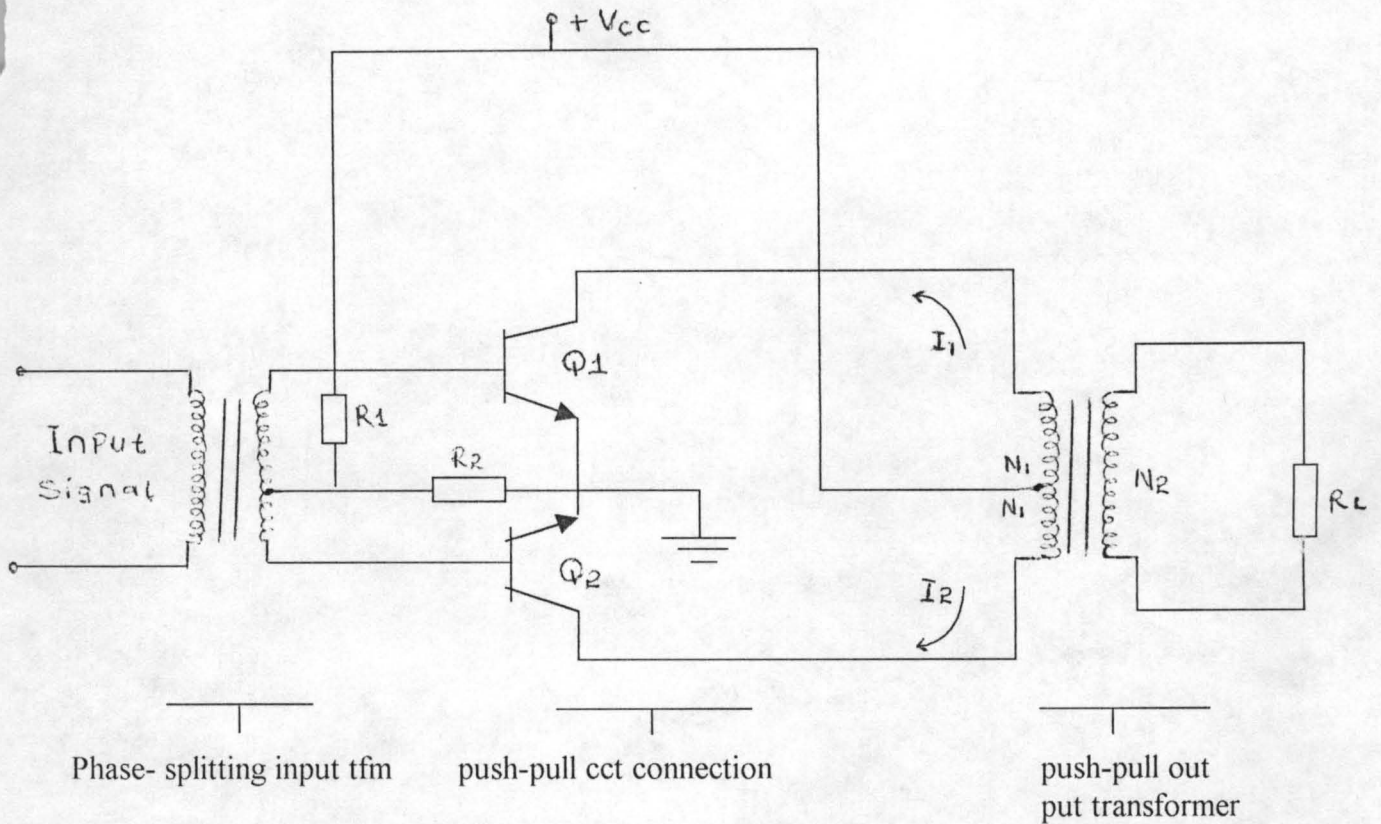 + Vcc
Q1
I1
R1
Input
Signal
R2
N1
N1
N2
RL
Q2
I2
Phase- splitting input tfm
push-pull cct connection
push-pull out
put transformer